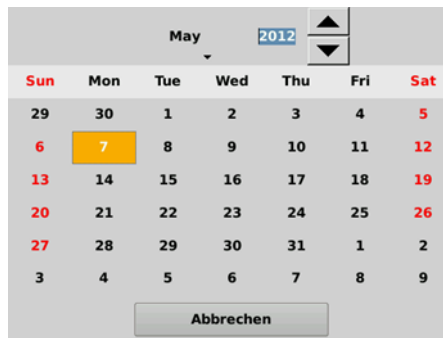 May 2012
Sun Mon Tue Wed Thu Fri Sat
29 30 1 2 3 4 5
6 7 8 9 10 11 12
13 14 15 16 17 18 19
20 21 22 23 24 25 26
27 28 29 30 31 1 2
3 4 5 6 7 8 9
Abbrechen